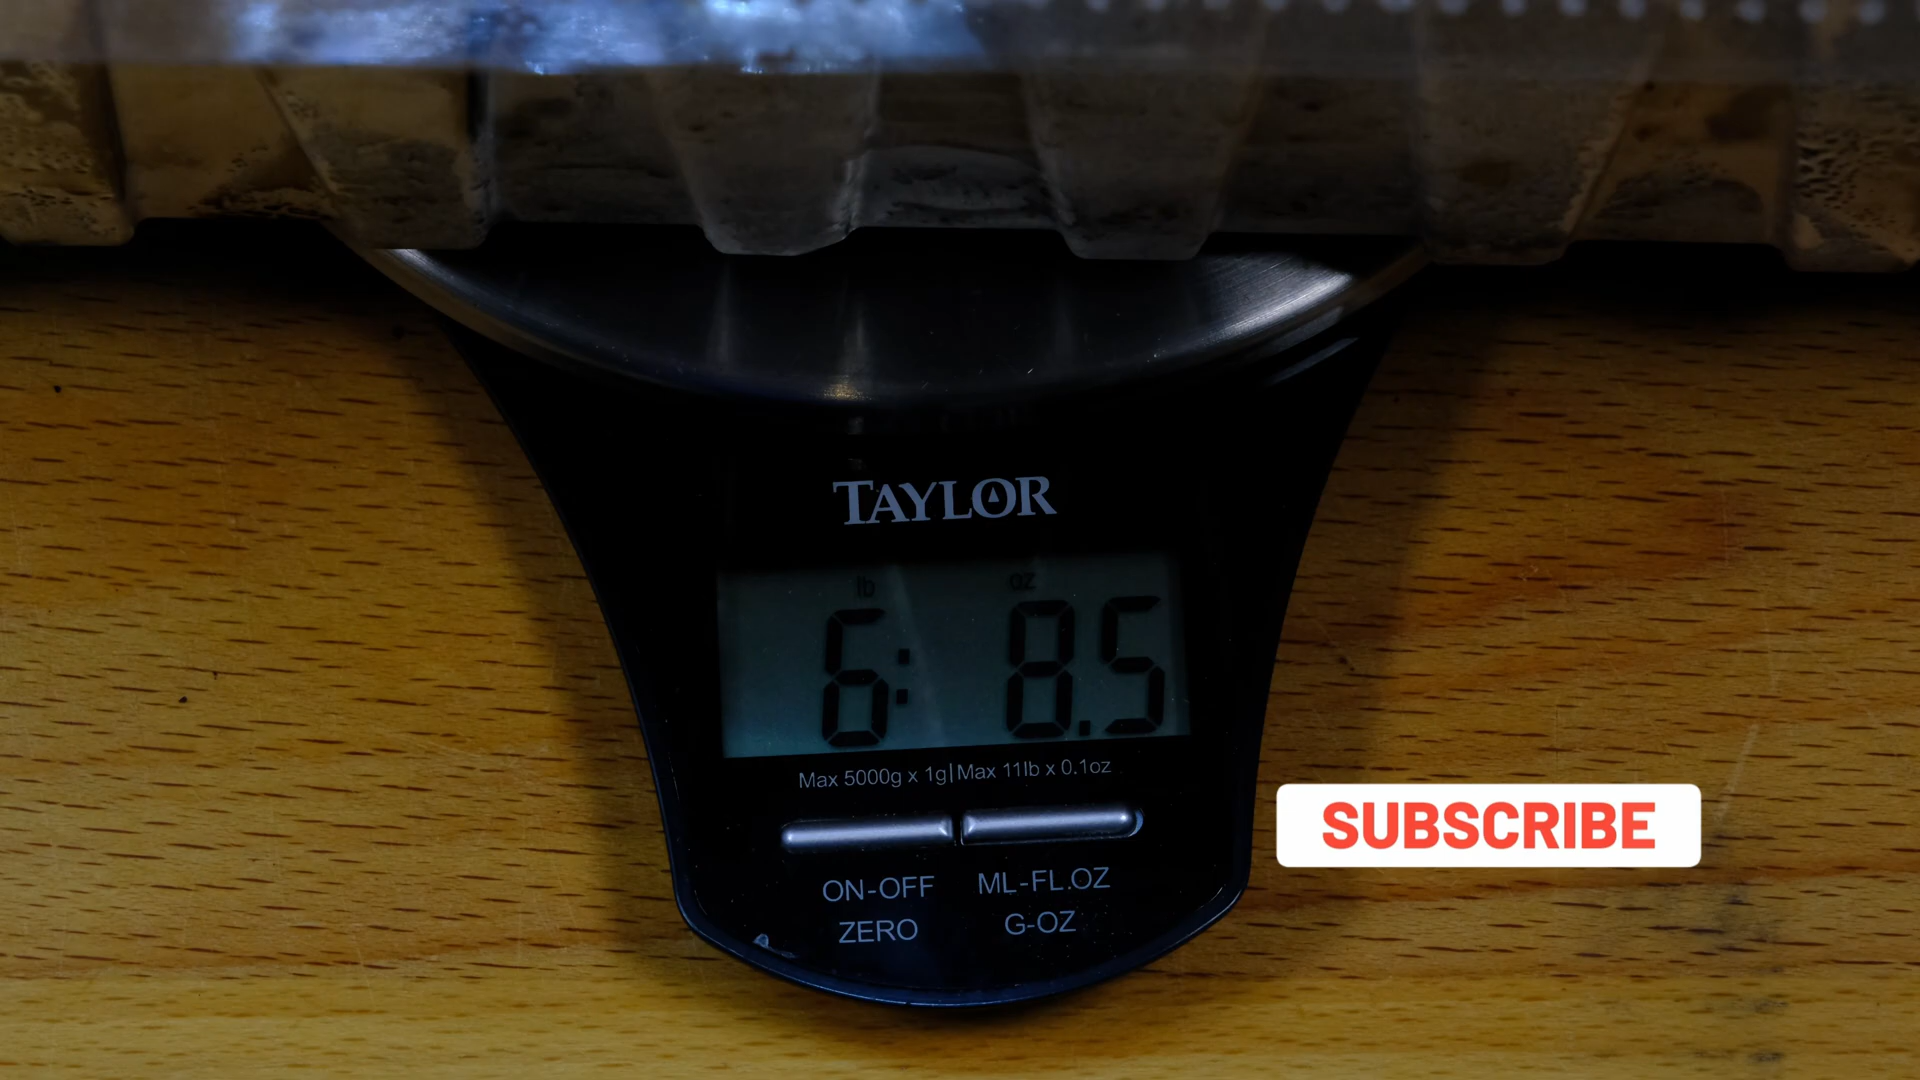 TAYLOR
lb oz
6: 8.5
Max 5000g x 1g|Max 11lb x 0.1oz
SUBSCRIBE
ON-OFF ML-FL.OZ
ZERO G-OZ